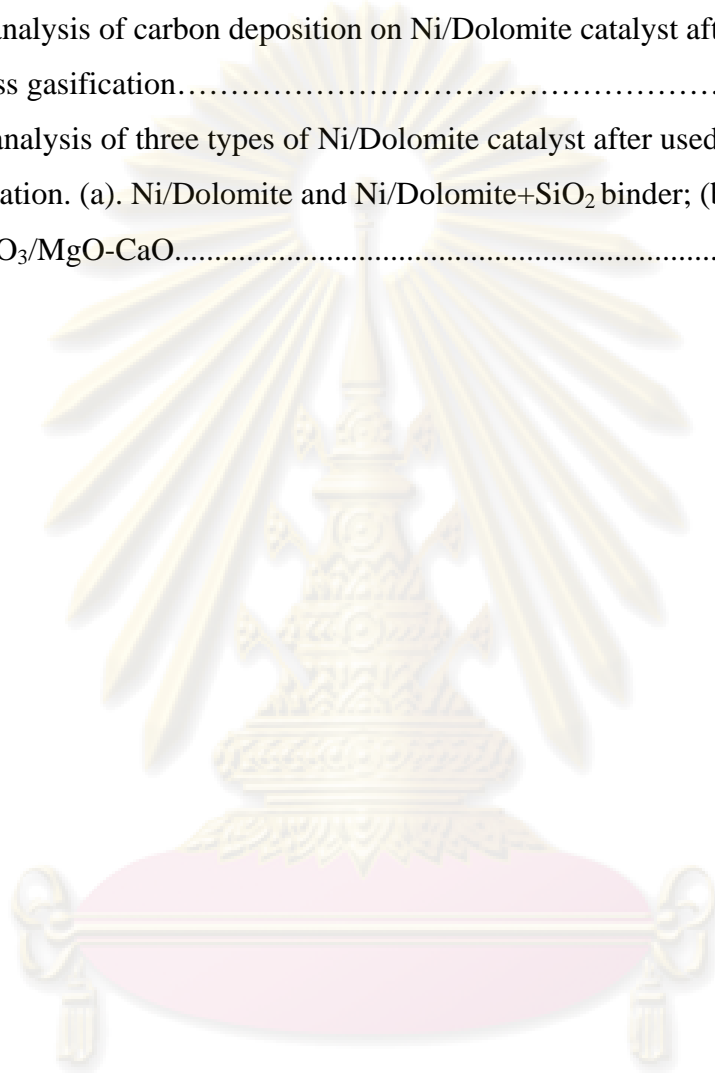 analysis of carbon deposition on Ni/Dolomite catalyst aft
ss gasification……………………………………………
analysis of three types of Ni/Dolomite catalyst after used
ation. (a). Ni/Dolomite and Ni/Dolomite+SiO₂ binder; (b
O₃/MgO-CaO....................................................................